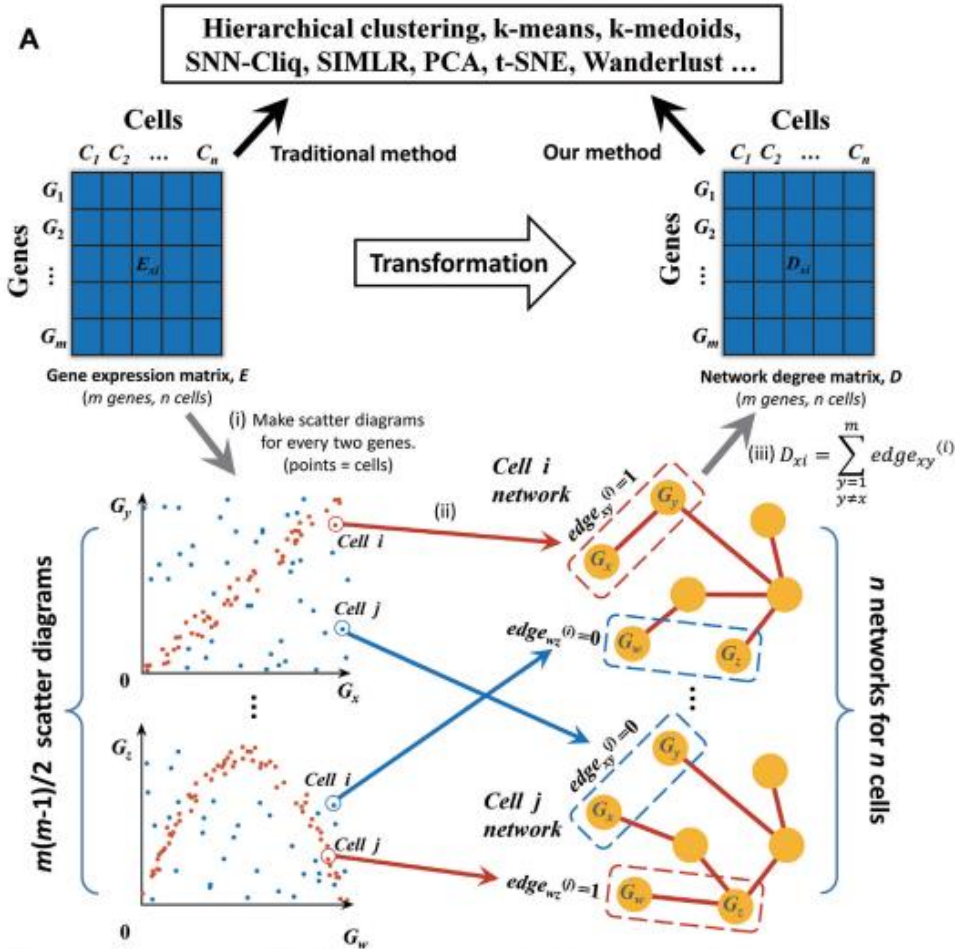 A
Hierarchical clustering, k-means, k-medoids,
SNN-Cliq, SIMLR, PCA, t-SNE, Wanderlust ...
Cells
Traditional method
Our method
Cells
C1 C2 ... Cn
C1 C2 ... Cn
Genes
G1
G2
...
Gm
Exi
Transformation
Genes
G1
G2
...
Gm
Dxi
Gene expression matrix, E
(m genes, n cells)
Network degree matrix, D
(m genes, n cells)
(i) Make scatter diagrams
for every two genes.
(points = cells)
(iii) Dxi = ∑ y=1 y≠x m edgexy(i)
m(m-1)/2 scatter diagrams
Gy
Cell i
Cell j
0
Gx
(ii)
Cell i
network
edgexy(i)=1
Gy
Gx
edgewz(i)=0
Gw
Gz
...
...
Gz
Cell i
Cell j
0
Gw
Cell j
network
edgexy(j)=0
Gy
Gx
edgewz(j)=1
Gw
Gz
n networks for n cells